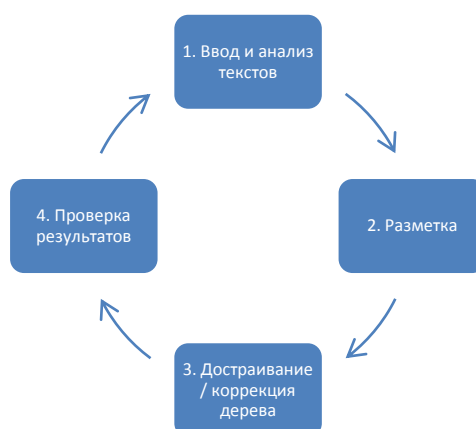 1. Ввод и анализ
текстов
2. Разметка
3. Достраивание
/ коррекция
дерева
4. Проверка
результатов